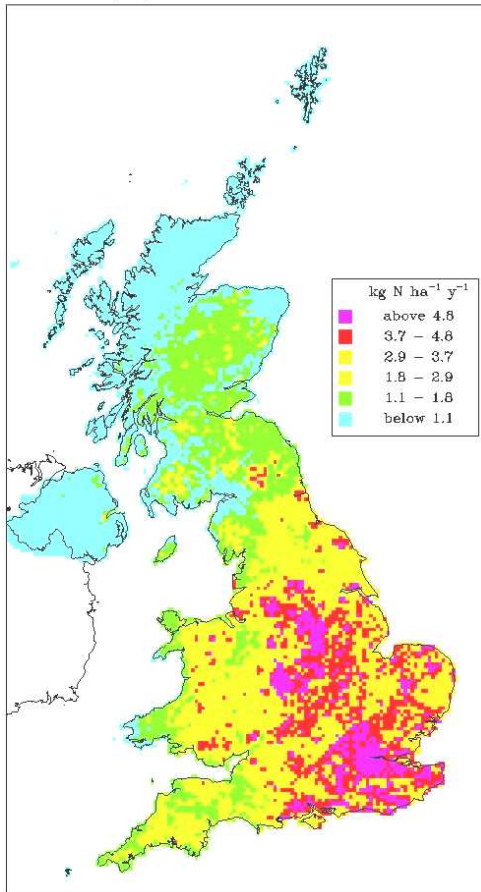 kg N ha⁻¹ y⁻¹
above 4.8
3.7 – 4.8
2.9 – 3.7
1.8 – 2.9
1.1 – 1.8
below 1.1